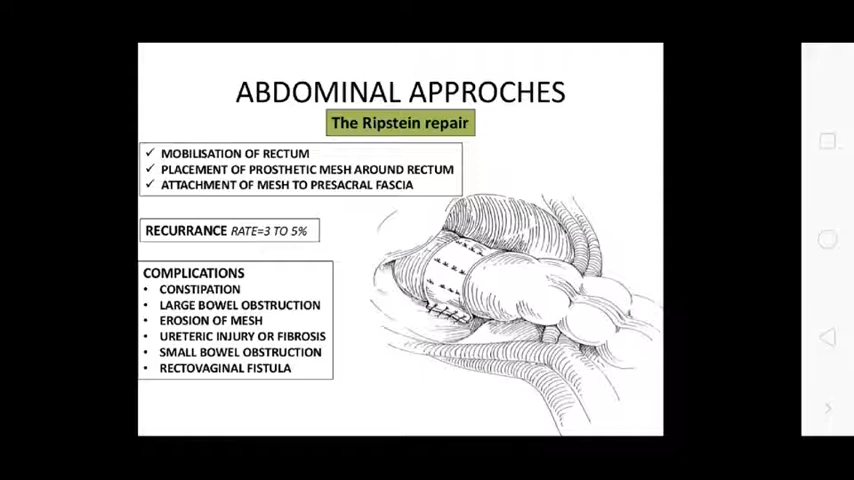 ABDOMINAL APPROCHES
The Ripstein repair
✓ MOBILISATION OF RECTUM
✓ PLACEMENT OF PROSTHETIC MESH AROUND RECTUM
✓ ATTACHMENT OF MESH TO PRESACRAL FASCIA
RECURRANCE RATE=3 TO 5%
COMPLICATIONS
• CONSTIPATION
• LARGE BOWEL OBSTRUCTION
• EROSION OF MESH
• URETERIC INJURY OR FIBROSIS
• SMALL BOWEL OBSTRUCTION
• RECTOVAGINAL FISTULA